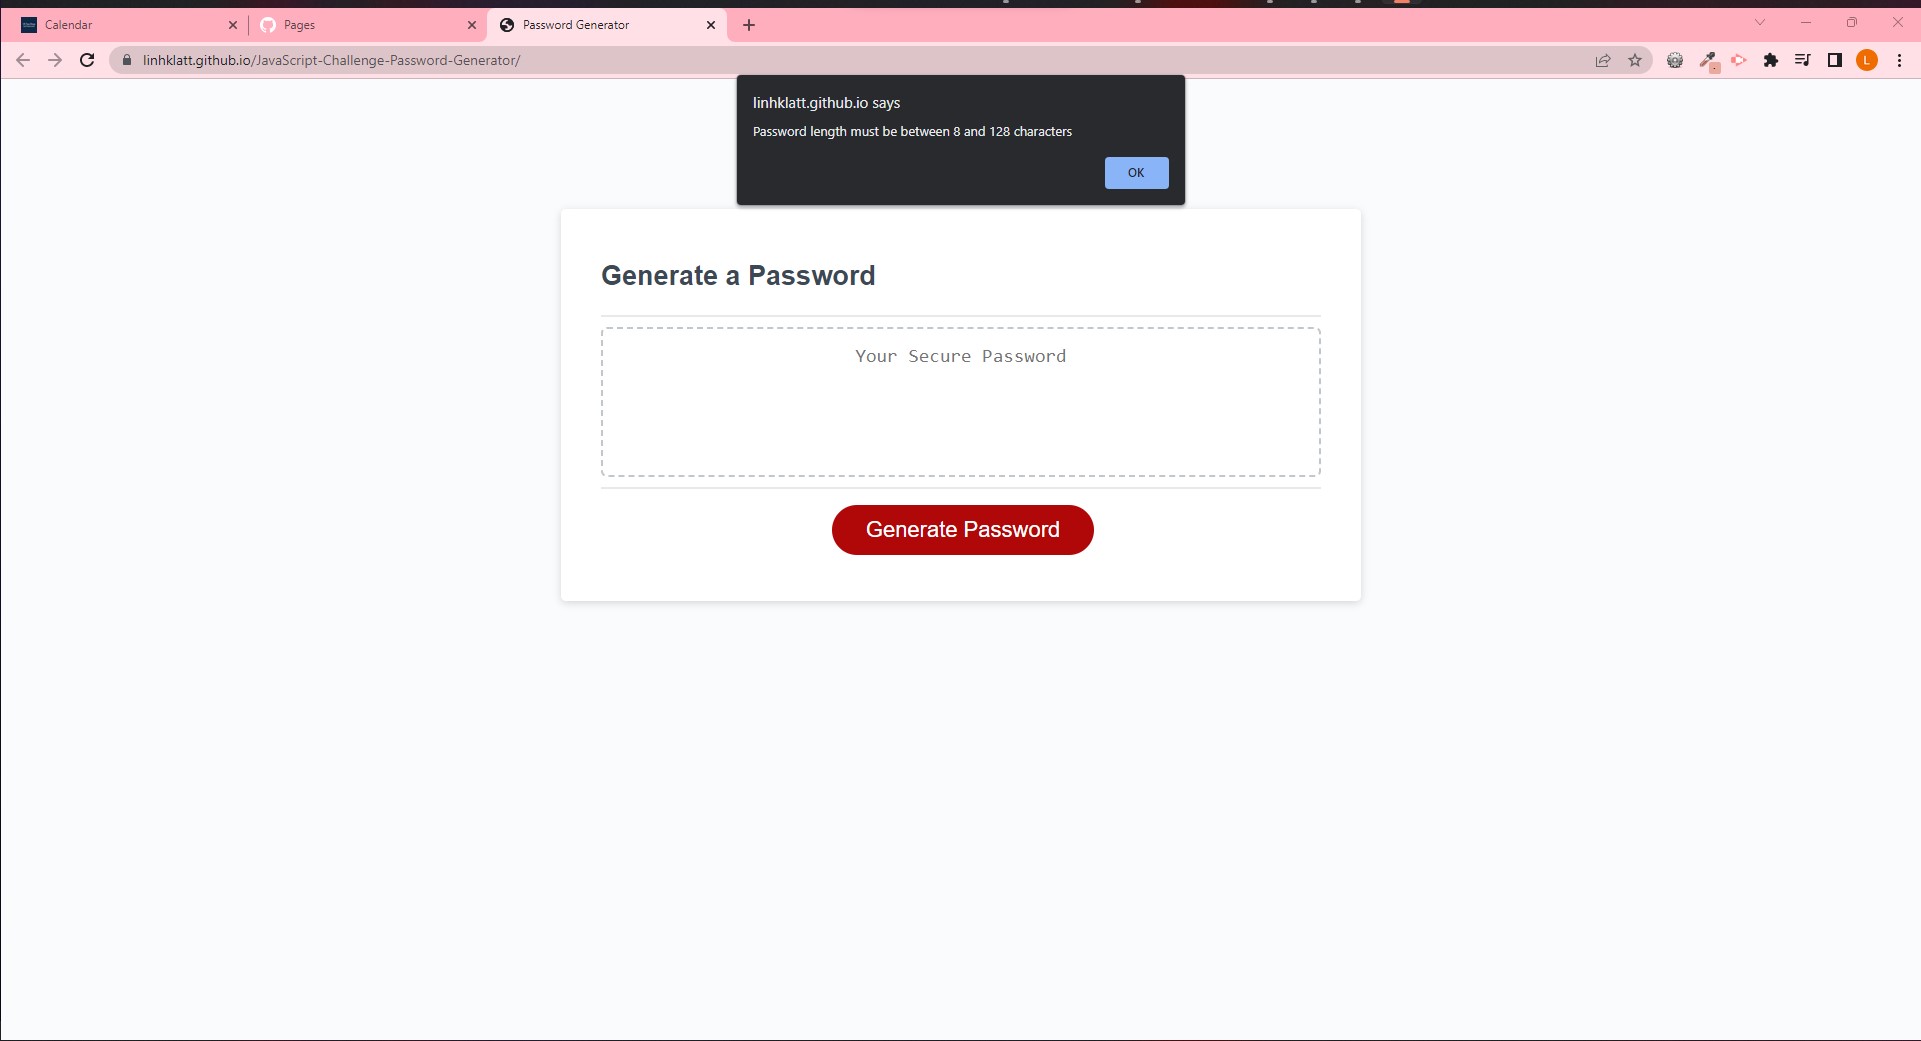 Calendar
Pages
Password Generator
linhklatt.github.io/JavaScript-Challenge-Password-Generator/
L
linhklatt.github.io says
Password length must be between 8 and 128 characters
OK
Generate a Password
Your Secure Password
Generate Password